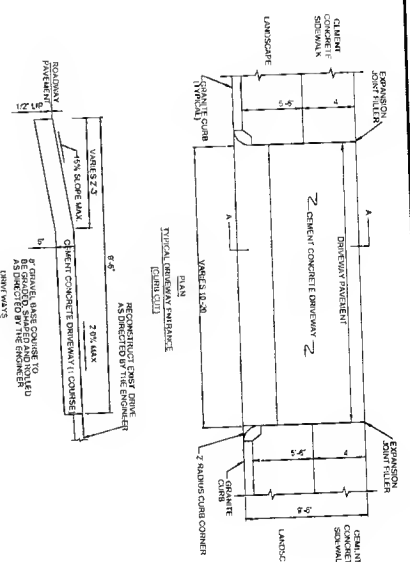 CEMENT
CONCRETE
SIDEWALK
LANDSCAPE
EXPANSION
JOINT FILLER
GRANITE CURB
(TYPICAL)
5'-6"
4'
A
A
DRIVEWAY PAVEMENT
CEMENT CONCRETE DRIVEWAY
VARIES 10'-20'
EXPANSION
JOINT FILLER
CEMENT
CONCRETE
SIDEWAL
LANDSC
5'-6"
4'
9'-6"
GRANITE
CURB
2' RADIUS CURB CORNER
PLAN
TYPICAL DRIVEWAY ENTRANCE
(CURB CUT)
ROADWAY
PAVEMENT
1/2" LIP
VARIES 2'-3'
15% SLOPE MAX.
9'-6"
2.0% MAX
RECONSTRUCT EXIST DRIVE
AS DIRECTED BY THE ENGINEER
CEMENT CONCRETE DRIVEWAY (1 COURSE)
8" GRAVEL BASE COURSE TO
BE GRADED, SHAPED AND ROLLED
AS DIRECTED BY THE ENGINEER
(DRIVEWAYS